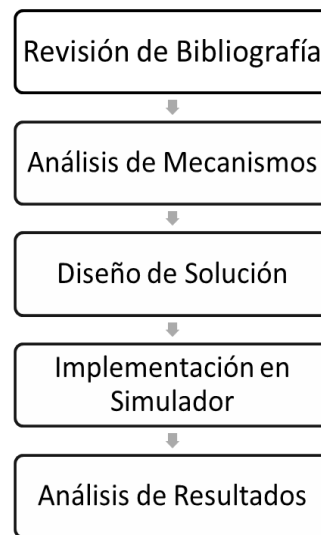 Revisión de Bibliografía
Análisis de Mecanismos
Diseño de Solución
Implementación en
Simulador
Análisis de Resultados